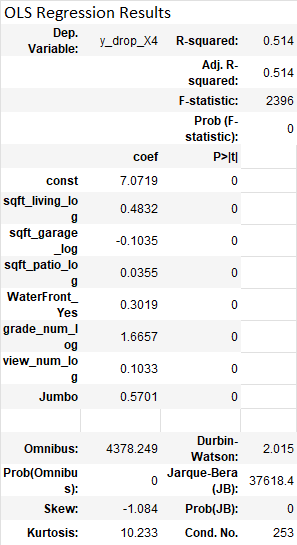 OLS Regression Results
Dep. Variable: y_drop_X4 R-squared: 0.514
Adj. R-squared: 0.514
F-statistic: 2396
Prob (F-statistic): 0
coef P>|t|
const 7.0719 0
sqft_living_log 0.4832 0
sqft_garage_log -0.1035 0
sqft_patio_log 0.0355 0
WaterFront_Yes 0.3019 0
grade_num_log 1.6657 0
view_num_log 0.1033 0
Jumbo 0.5701 0
Omnibus: 4378.249 Durbin-Watson: 2.015
Prob(Omnibus): 0 Jarque-Bera (JB): 37618.4
Skew: -1.084 Prob(JB): 0
Kurtosis: 10.233 Cond. No. 253